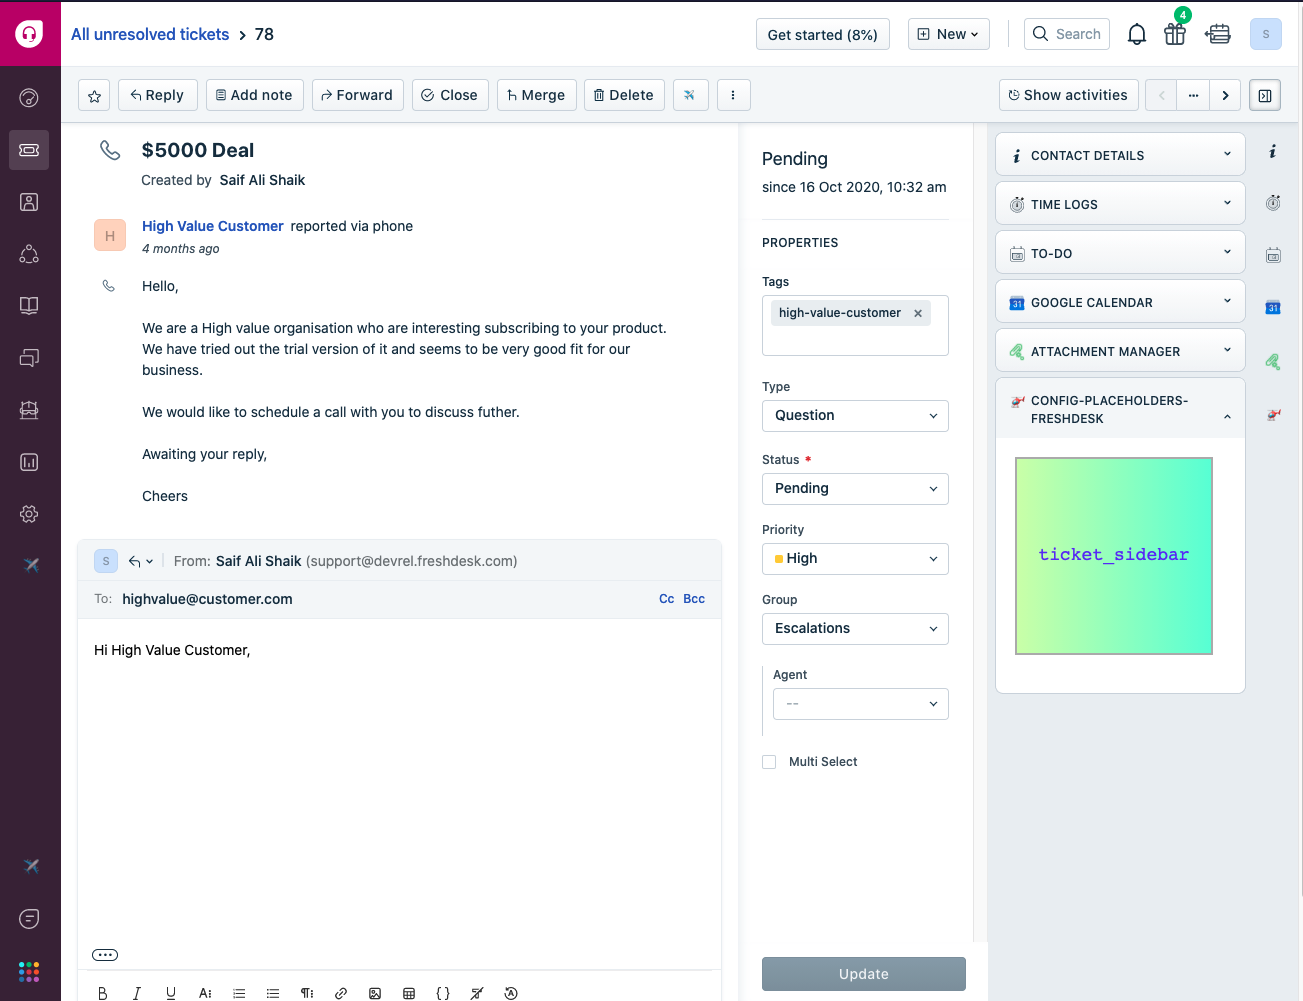 All unresolved tickets > 78
Get started (8%)
New
Search
4
S
Reply
Add note
Forward
Close
Merge
Delete
Show activities
$5000 Deal
Created by Saif Ali Shaik
H
High Value Customer reported via phone
4 months ago
Hello,
We are a High value organisation who are interesting subscribing to your product.
We have tried out the trial version of it and seems to be very good fit for our
business.
We would like to schedule a call with you to discuss futher.
Awaiting your reply,
Cheers
S
From: Saif Ali Shaik (support@devrel.freshdesk.com)
To: highvalue@customer.com
Cc Bcc
Hi High Value Customer,
B I U A
Pending
since 16 Oct 2020, 10:32 am
PROPERTIES
Tags
high-value-customer ×
Type
Question
Status *
Pending
Priority
High
Group
Escalations
Agent
--
Multi Select
Update
CONTACT DETAILS
TIME LOGS
TO-DO
31 GOOGLE CALENDAR
ATTACHMENT MANAGER
CONFIG-PLACEHOLDERS-
FRESHDESK
ticket_sidebar
31